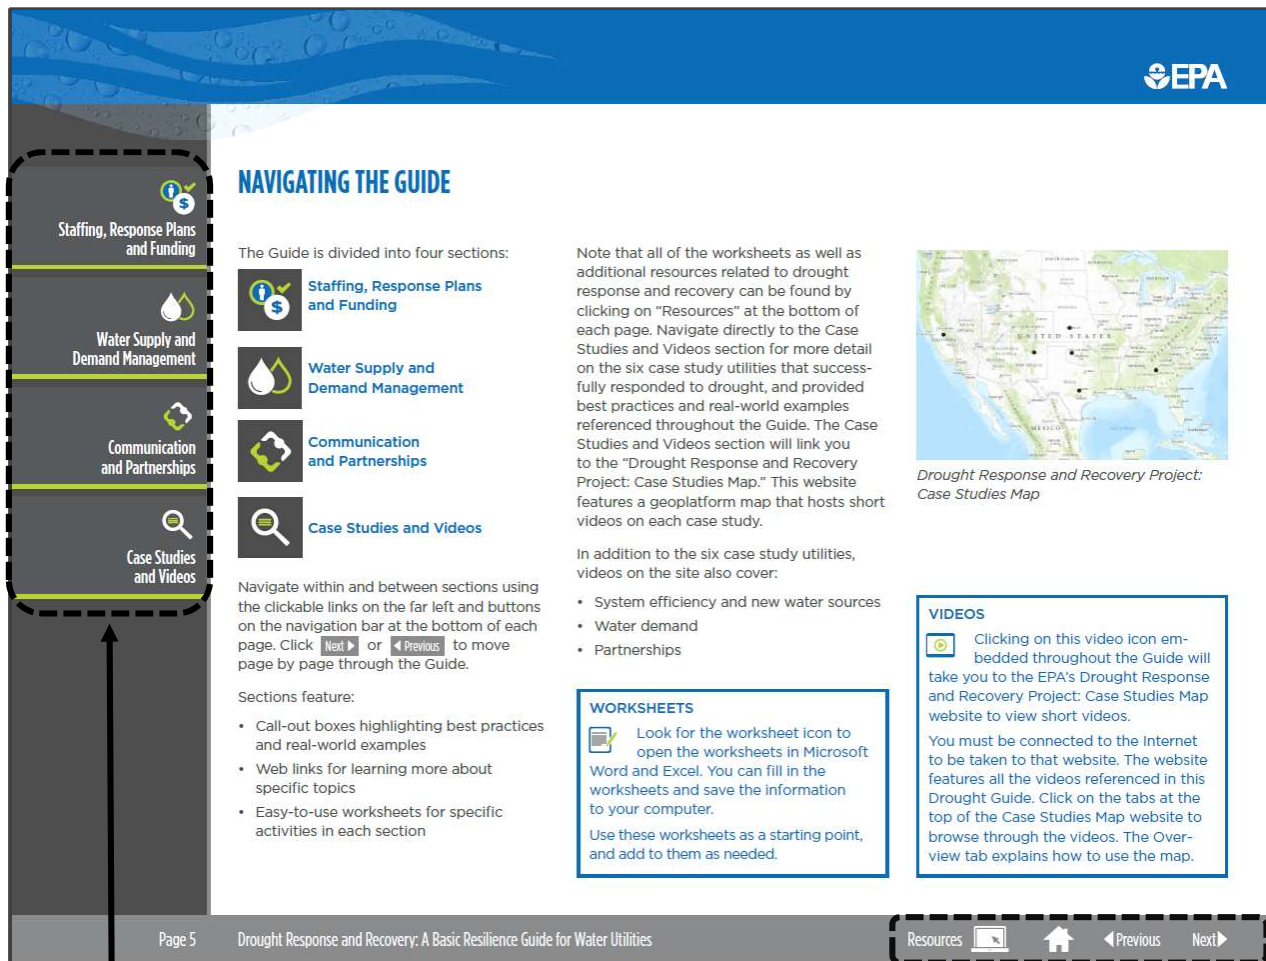 EPA
Staffing, Response Plans
and Funding
Water Supply and
Demand Management
Communication
and Partnerships
Case Studies
and Videos
NAVIGATING THE GUIDE
The Guide is divided into four sections:
Staffing, Response Plans
and Funding
Water Supply and
Demand Management
Communication
and Partnerships
Case Studies and Videos
Navigate within and between sections using
the clickable links on the far left and buttons
on the navigation bar at the bottom of each
page. Click Next or Previous to move
page by page through the Guide.
Sections feature:
• Call-out boxes highlighting best practices
and real-world examples
• Web links for learning more about
specific topics
• Easy-to-use worksheets for specific
activities in each section
Note that all of the worksheets as well as
additional resources related to drought
response and recovery can be found by
clicking on “Resources” at the bottom of
each page. Navigate directly to the Case
Studies and Videos section for more detail
on the six case study utilities that success-
fully responded to drought, and provided
best practices and real-world examples
referenced throughout the Guide. The Case
Studies and Videos section will link you
to the “Drought Response and Recovery
Project: Case Studies Map.” This website
features a geoplatform map that hosts short
videos on each case study.
In addition to the six case study utilities,
videos on the site also cover:
• System efficiency and new water sources
• Water demand
• Partnerships
WORKSHEETS
Look for the worksheet icon to
open the worksheets in Microsoft
Word and Excel. You can fill in the
worksheets and save the information
to your computer.
Use these worksheets as a starting point,
and add to them as needed.
UNITED STATES
MEXICO
Drought Response and Recovery Project:
Case Studies Map
VIDEOS
Clicking on this video icon em-
bedded throughout the Guide will
take you to the EPA’s Drought Response
and Recovery Project: Case Studies Map
website to view short videos.
You must be connected to the Internet
to be taken to that website. The website
features all the videos referenced in this
Drought Guide. Click on the tabs at the
top of the Case Studies Map website to
browse through the videos. The Over-
view tab explains how to use the map.
Page 5
Drought Response and Recovery: A Basic Resilience Guide for Water Utilities
Resources
Previous
Next